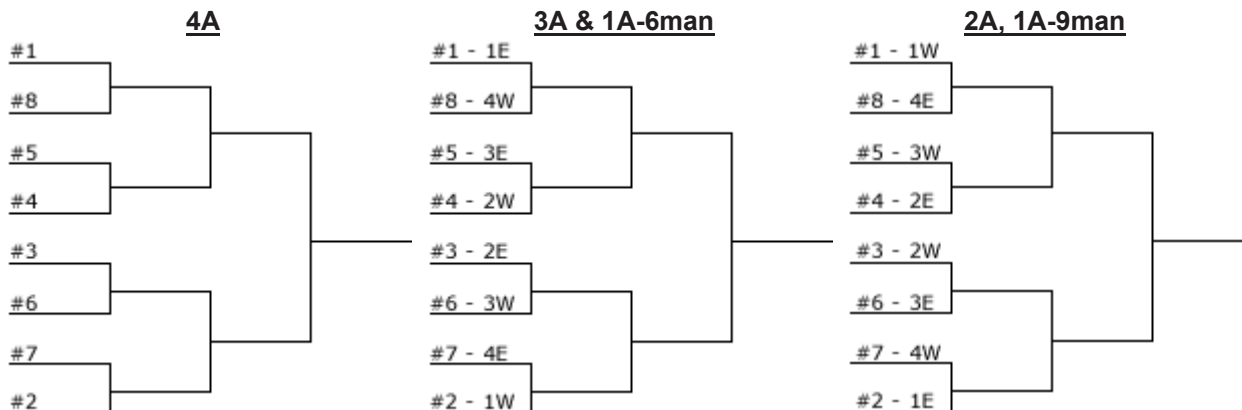 4A
#1
#8
#5
#4
#3
#6
#7
#2
3A & 1A-6man
#1 - 1E
#8 - 4W
#5 - 3E
#4 - 2W
#3 - 2E
#6 - 3W
#7 - 4E
#2 - 1W
2A, 1A-9man
#1 - 1W
#8 - 4E
#5 - 3W
#4 - 2E
#3 - 2W
#6 - 3E
#7 - 4W
#2 - 1E